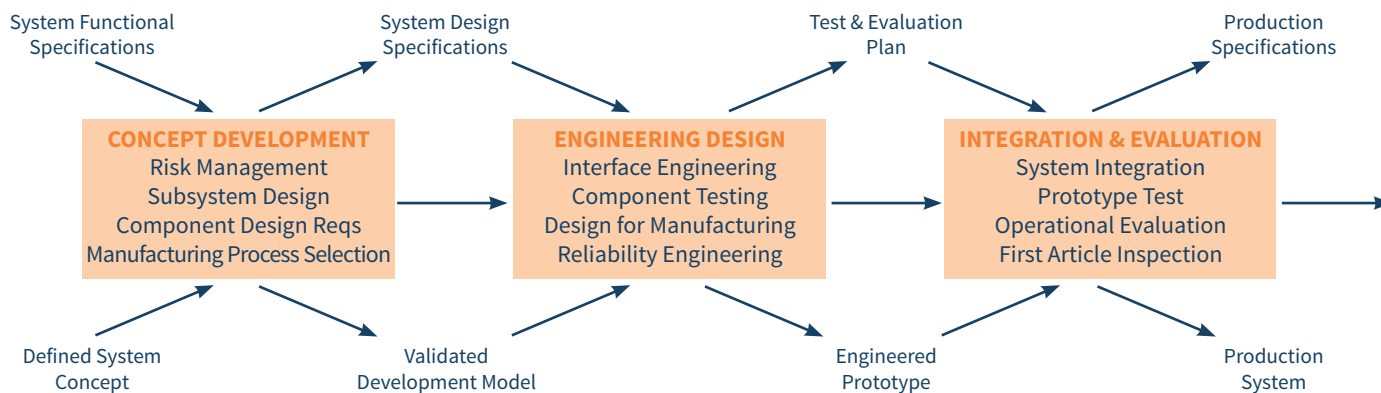 System Functional
Specifications
System Design
Specifications
Test & Evaluation
Plan
Production
Specifications
CONCEPT DEVELOPMENT
Risk Management
Subsystem Design
Component Design Reqs
Manufacturing Process Selection
ENGINEERING DESIGN
Interface Engineering
Component Testing
Design for Manufacturing
Reliability Engineering
INTEGRATION & EVALUATION
System Integration
Prototype Test
Operational Evaluation
First Article Inspection
Defined System
Concept
Validated
Development Model
Engineered
Prototype
Production
System